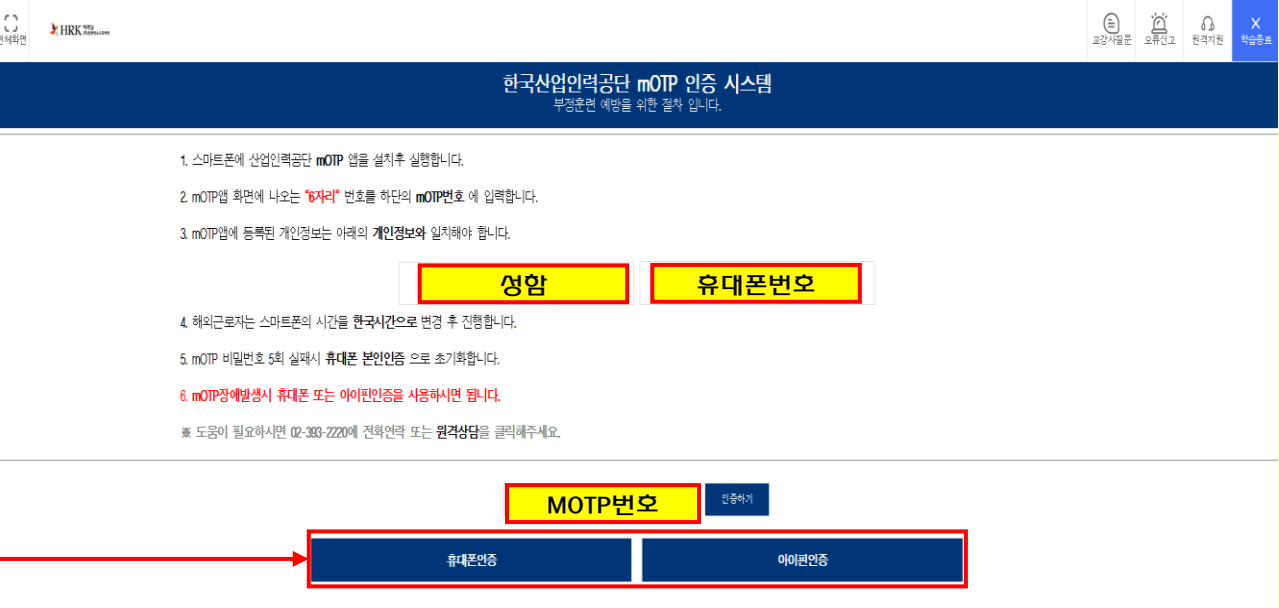 전체화면
HRK
교강사질문
오류신고
원격지원
X
학습종료
한국산업인력공단 mOTP 인증 시스템
부정훈련 예방을 위한 절차 입니다.
1. 스마트폰에 산업인력공단 mOTP 앱을 설치후 실행합니다.
2. mOTP앱 화면에 나오는 "6자리" 번호를 하단의 mOTP번호 에 입력합니다.
3. mOTP앱에 등록된 개인정보는 아래의 개인정보와 일치해야 합니다.
성함 휴대폰번호
4. 해외근로자는 스마트폰의 시간을 한국시간으로 변경 후 진행합니다.
5. mOTP 비밀번호 5회 실패시 휴대폰 본인인증 으로 초기화합니다.
6. mOTP장애발생시 휴대폰 또는 아이핀인증을 사용하시면 됩니다.
※ 도움이 필요하시면 02-393-2220에 전화연락 또는 원격상담을 클릭해주세요.
MOTP번호 인증하기
휴대폰인증 아이핀인증